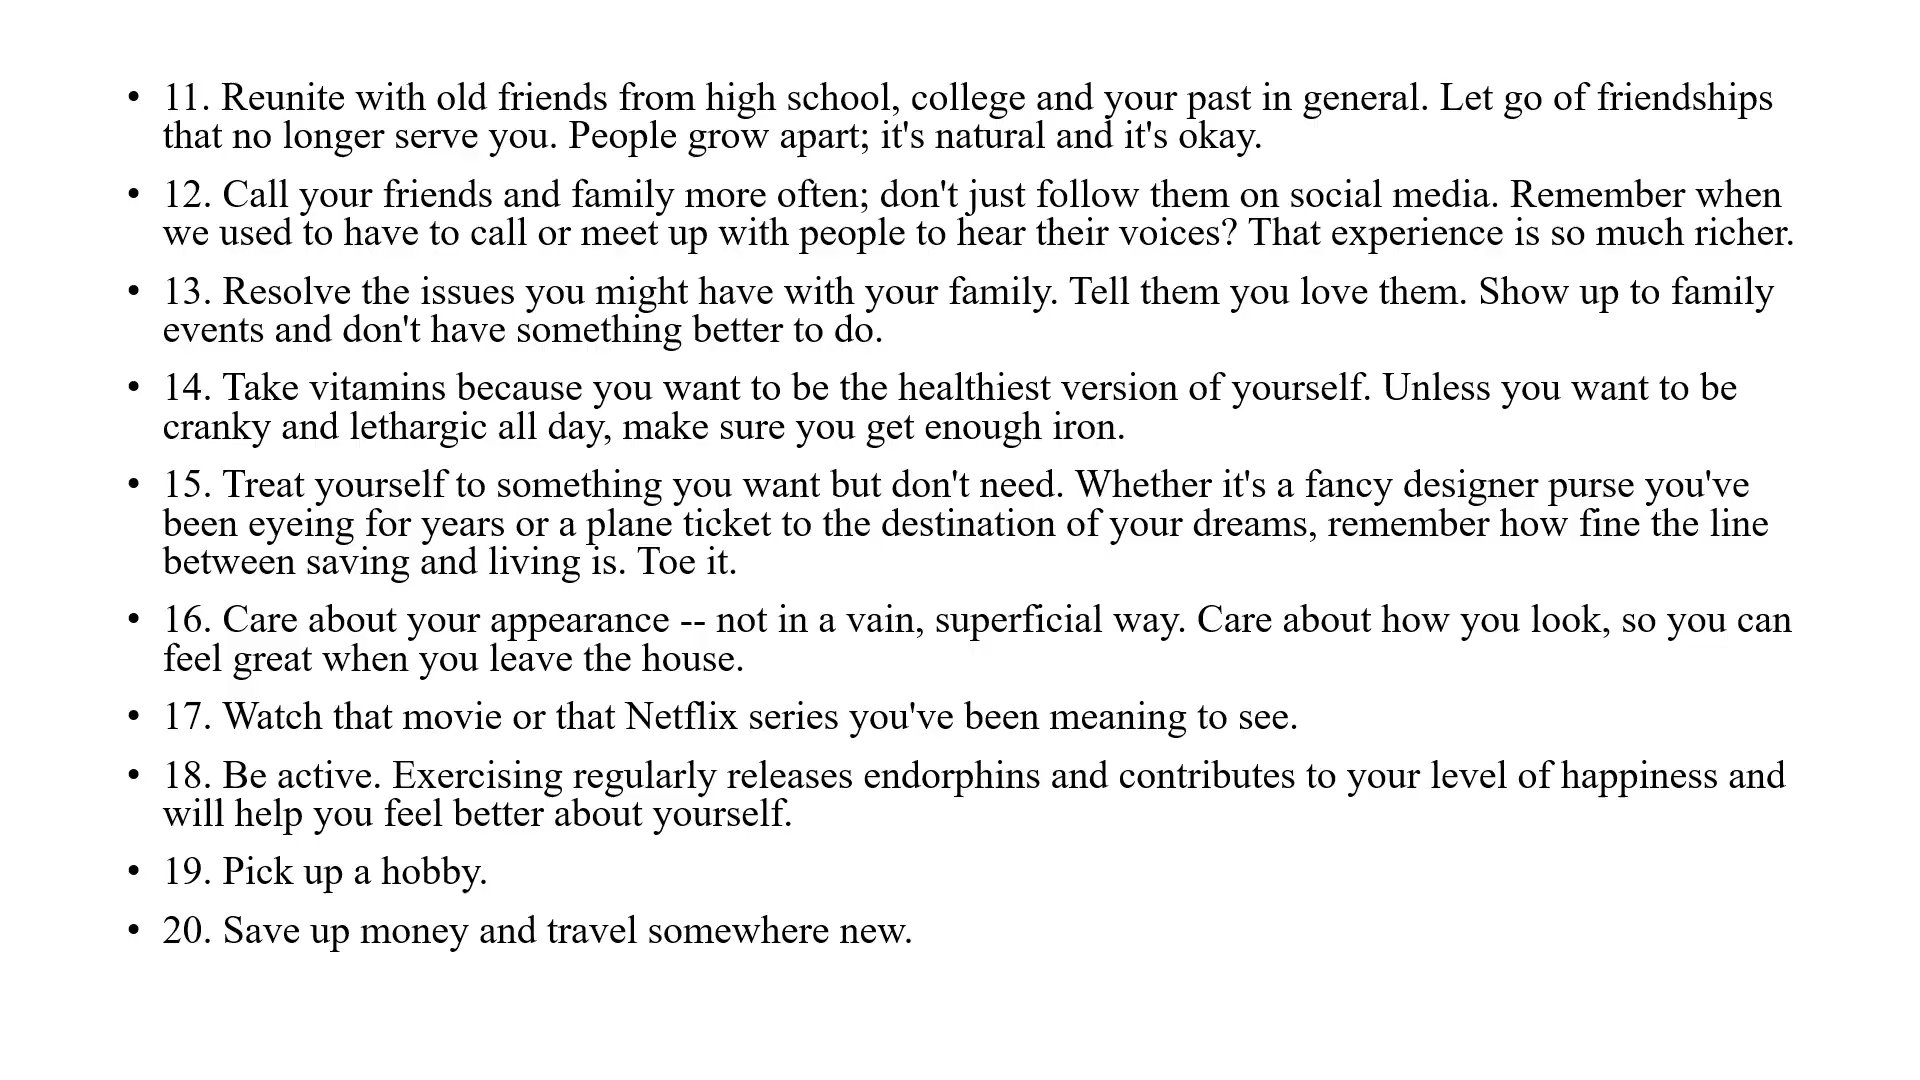 • 11. Reunite with old friends from high school, college and your past in general. Let go of friendships
that no longer serve you. People grow apart; it's natural and it's okay.
• 12. Call your friends and family more often; don't just follow them on social media. Remember when
we used to have to call or meet up with people to hear their voices? That experience is so much richer.
• 13. Resolve the issues you might have with your family. Tell them you love them. Show up to family
events and don't have something better to do.
• 14. Take vitamins because you want to be the healthiest version of yourself. Unless you want to be
cranky and lethargic all day, make sure you get enough iron.
• 15. Treat yourself to something you want but don't need. Whether it's a fancy designer purse you've
been eyeing for years or a plane ticket to the destination of your dreams, remember how fine the line
between saving and living is. Toe it.
• 16. Care about your appearance -- not in a vain, superficial way. Care about how you look, so you can
feel great when you leave the house.
• 17. Watch that movie or that Netflix series you've been meaning to see.
• 18. Be active. Exercising regularly releases endorphins and contributes to your level of happiness and
will help you feel better about yourself.
• 19. Pick up a hobby.
• 20. Save up money and travel somewhere new.